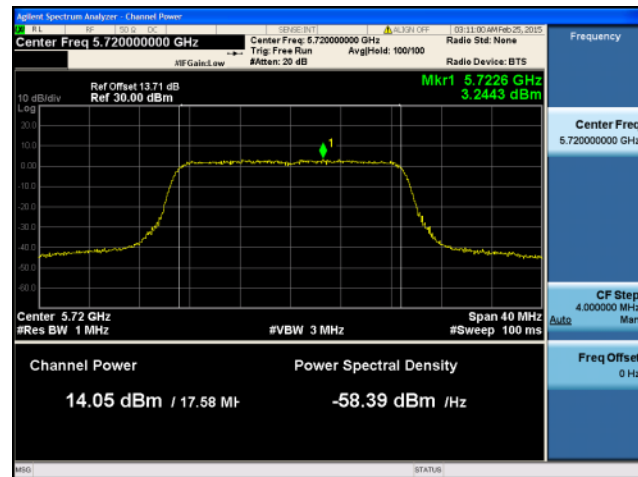 Agilent Spectrum Analyzer - Channel Power
RL RF 50 Ω DC SENSE:INT ALIGN OFF 03:11:00 AM Feb 25, 2015
Center Freq 5.720000000 GHz
Center Freq: 5.720000000 GHz
Radio Std: None
Trig: Free Run Avg|Hold: 100/100
#IFGain:Low #Atten: 20 dB Radio Device: BTS
Frequency
Mkr1 5.7226 GHz
3.2443 dBm
Ref Offset 13.71 dB
10 dB/div Ref 30.00 dBm
Log
20.0
10.0
0.00
-10.0
-20.0
-30.0
-40.0
-50.0
-60.0
1
Center 5.72 GHz Span 40 MHz
#Res BW 1 MHz #VBW 3 MHz #Sweep 100 ms
Channel Power Power Spectral Density
14.05 dBm / 17.58 MH -58.39 dBm /Hz
Center Freq
5.720000000 GHz
CF Step
4.000000 MHz
Auto Man
Freq Offset
0 Hz
MSG STATUS